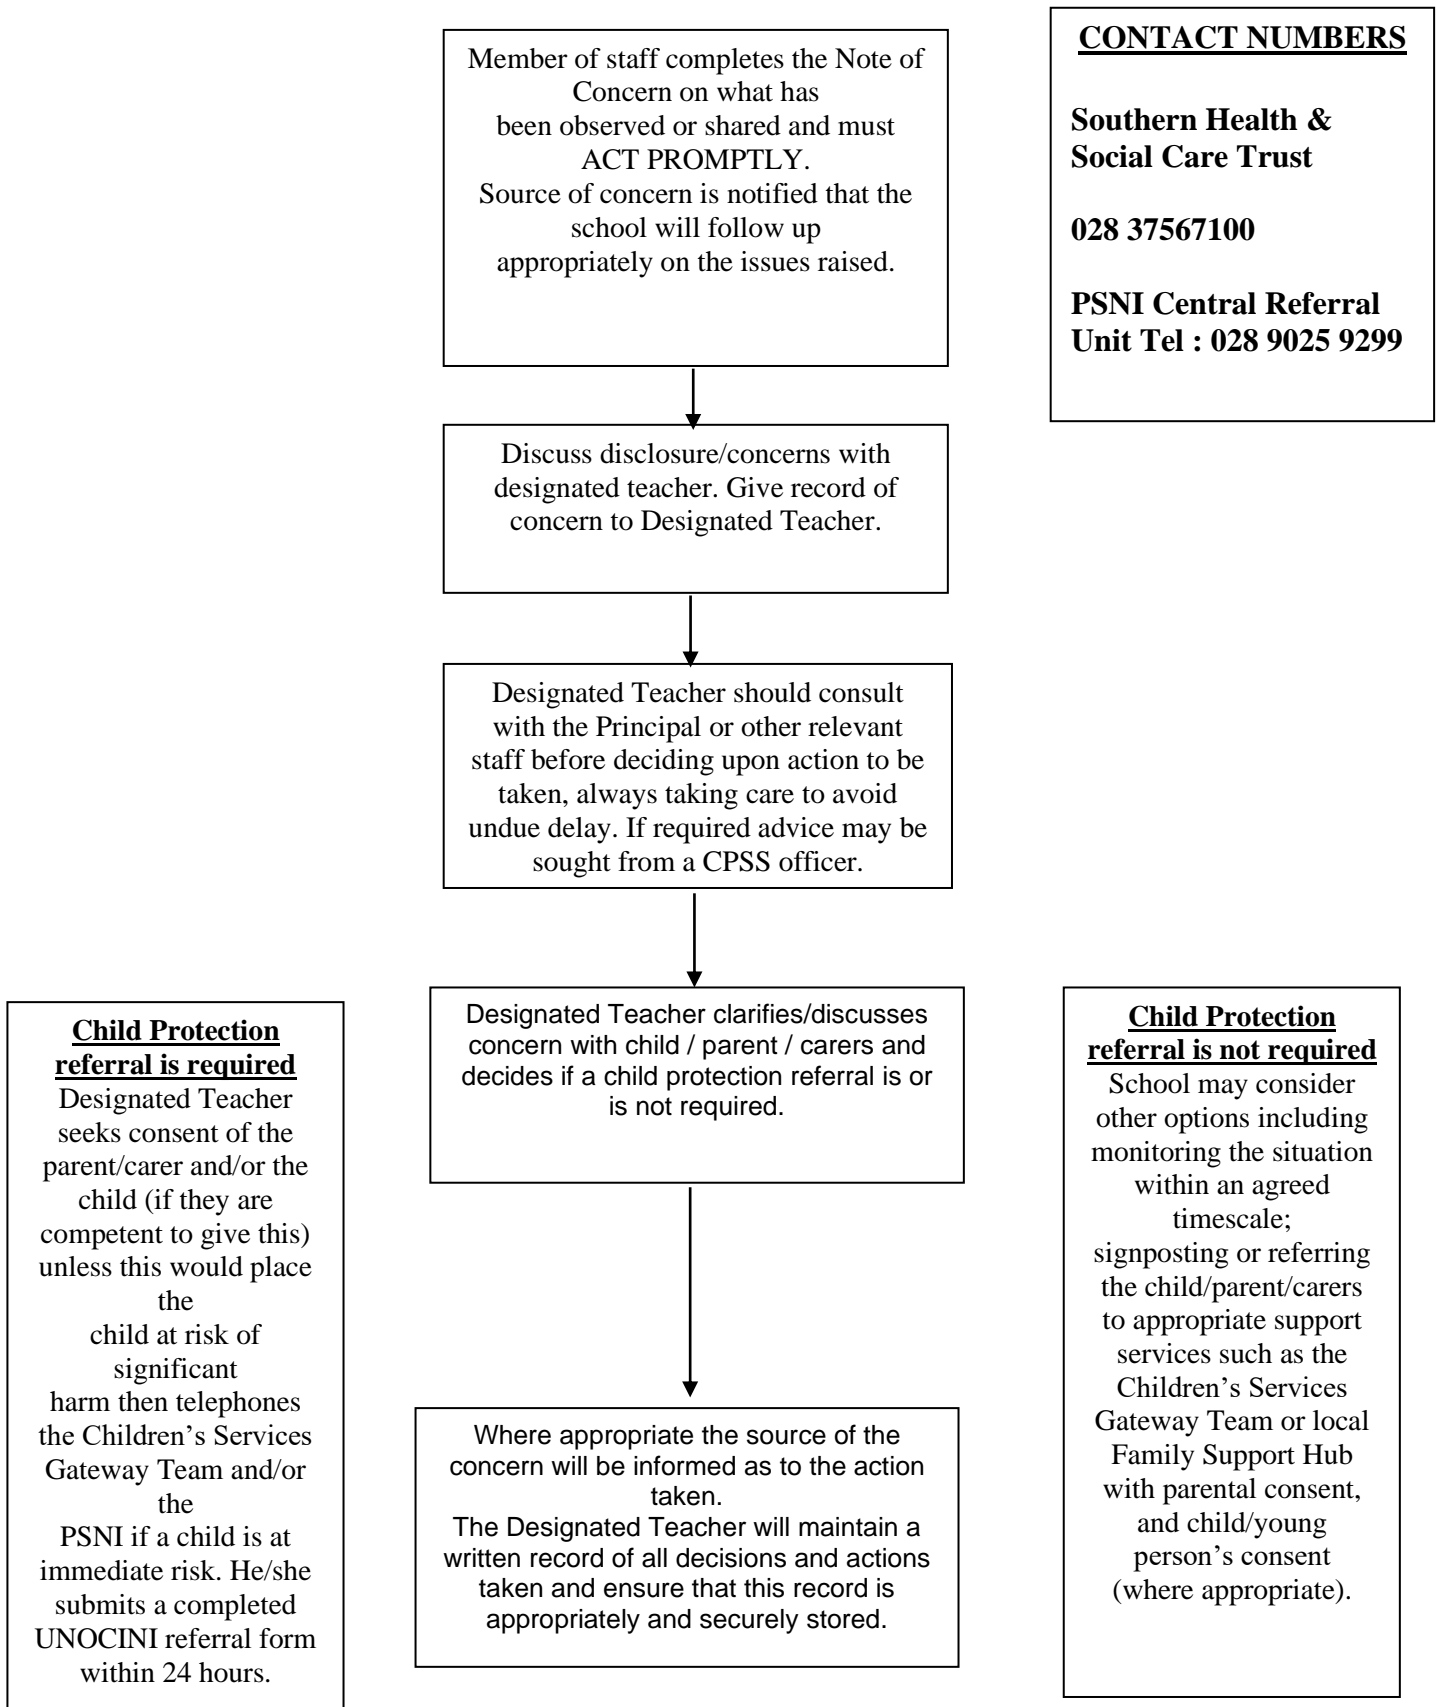 Member of staff completes the Note of
Concern on what has
been observed or shared and must
ACT PROMPTLY.
Source of concern is notified that the
school will follow up
appropriately on the issues raised.
CONTACT NUMBERS
Southern Health &
Social Care Trust
028 37567100
PSNI Central Referral
Unit Tel : 028 9025 9299
Discuss disclosure/concerns with
designated teacher. Give record of
concern to Designated Teacher.
Designated Teacher should consult
with the Principal or other relevant
staff before deciding upon action to be
taken, always taking care to avoid
undue delay. If required advice may be
sought from a CPSS officer.
Designated Teacher clarifies/discusses
concern with child / parent / carers and
decides if a child protection referral is or
is not required.
Child Protection
referral is required
Designated Teacher
seeks consent of the
parent/carer and/or the
child (if they are
competent to give this)
unless this would place
the
child at risk of
significant
harm then telephones
the Children’s Services
Gateway Team and/or
the
PSNI if a child is at
immediate risk. He/she
submits a completed
UNOCINI referral form
within 24 hours.
Child Protection
referral is not required
School may consider
other options including
monitoring the situation
within an agreed
timescale;
signposting or referring
the child/parent/carers
to appropriate support
services such as the
Children’s Services
Gateway Team or local
Family Support Hub
with parental consent,
and child/young
person’s consent
(where appropriate).
Where appropriate the source of the
concern will be informed as to the action
taken.
The Designated Teacher will maintain a
written record of all decisions and actions
taken and ensure that this record is
appropriately and securely stored.